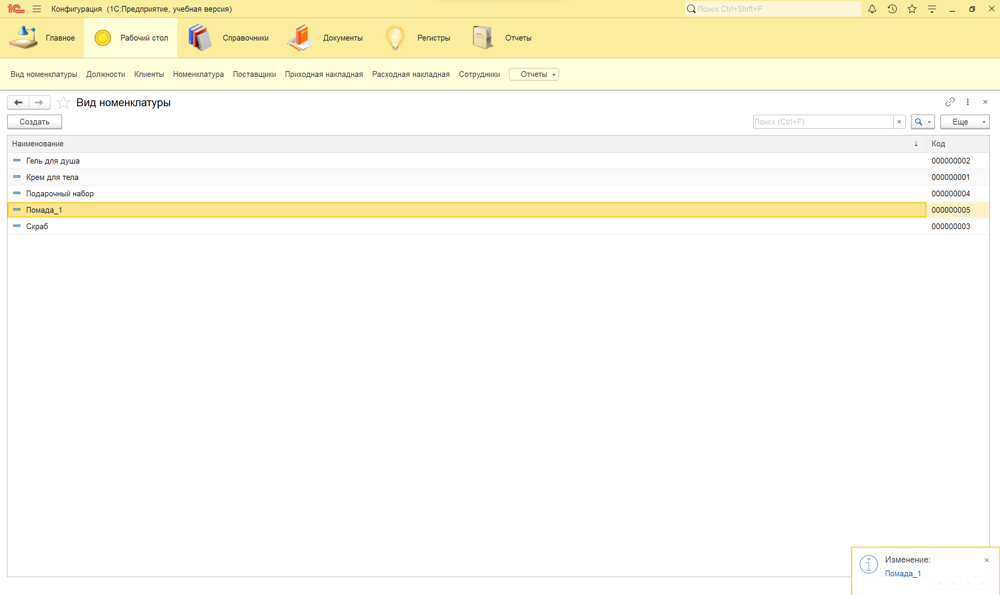 1С Конфигурация (1С:Предприятие, учебная версия) Поиск Ctrl+Shift+F
Главное Рабочий стол Справочники Документы Регистры Отчеты
Вид номенклатуры Должности Клиенты Номенклатура Поставщики Приходная накладная Расходная накладная Сотрудники Отчеты
Вид номенклатуры
Создать Поиск (Ctrl+F) × Еще
Наименование Код
Гель для душа 000000002
Крем для тела 000000001
Подарочный набор 000000004
Помада_1 000000005
Скраб 000000003
Изменение:
Помада_1